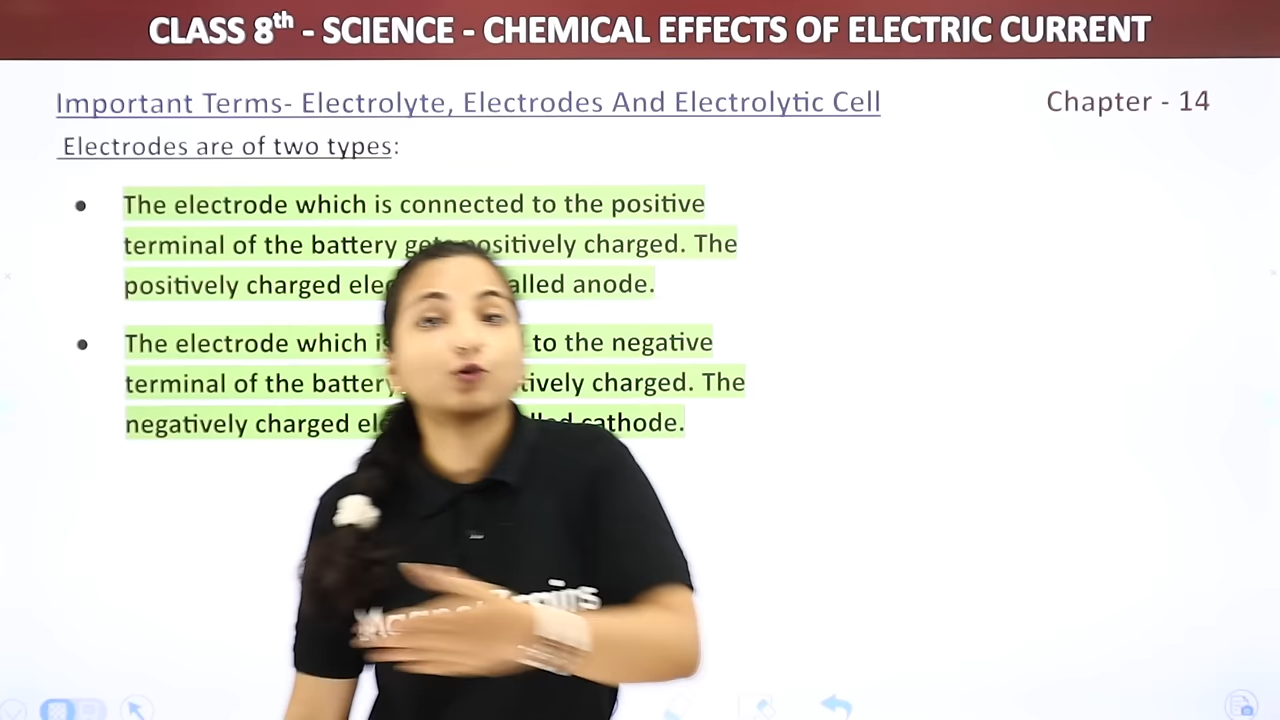 CLASS 8th - SCIENCE - CHEMICAL EFFECTS OF ELECTRIC CURRENT
Important Terms- Electrolyte, Electrodes And Electrolytic Cell
Chapter - 14
Electrodes are of two types:
• The electrode which is connected to the positive
terminal of the battery gets positively charged. The
positively charged alled anode.
• The electrode which to the negative
terminal of the battery tively charged. The
negatively charged cathode.